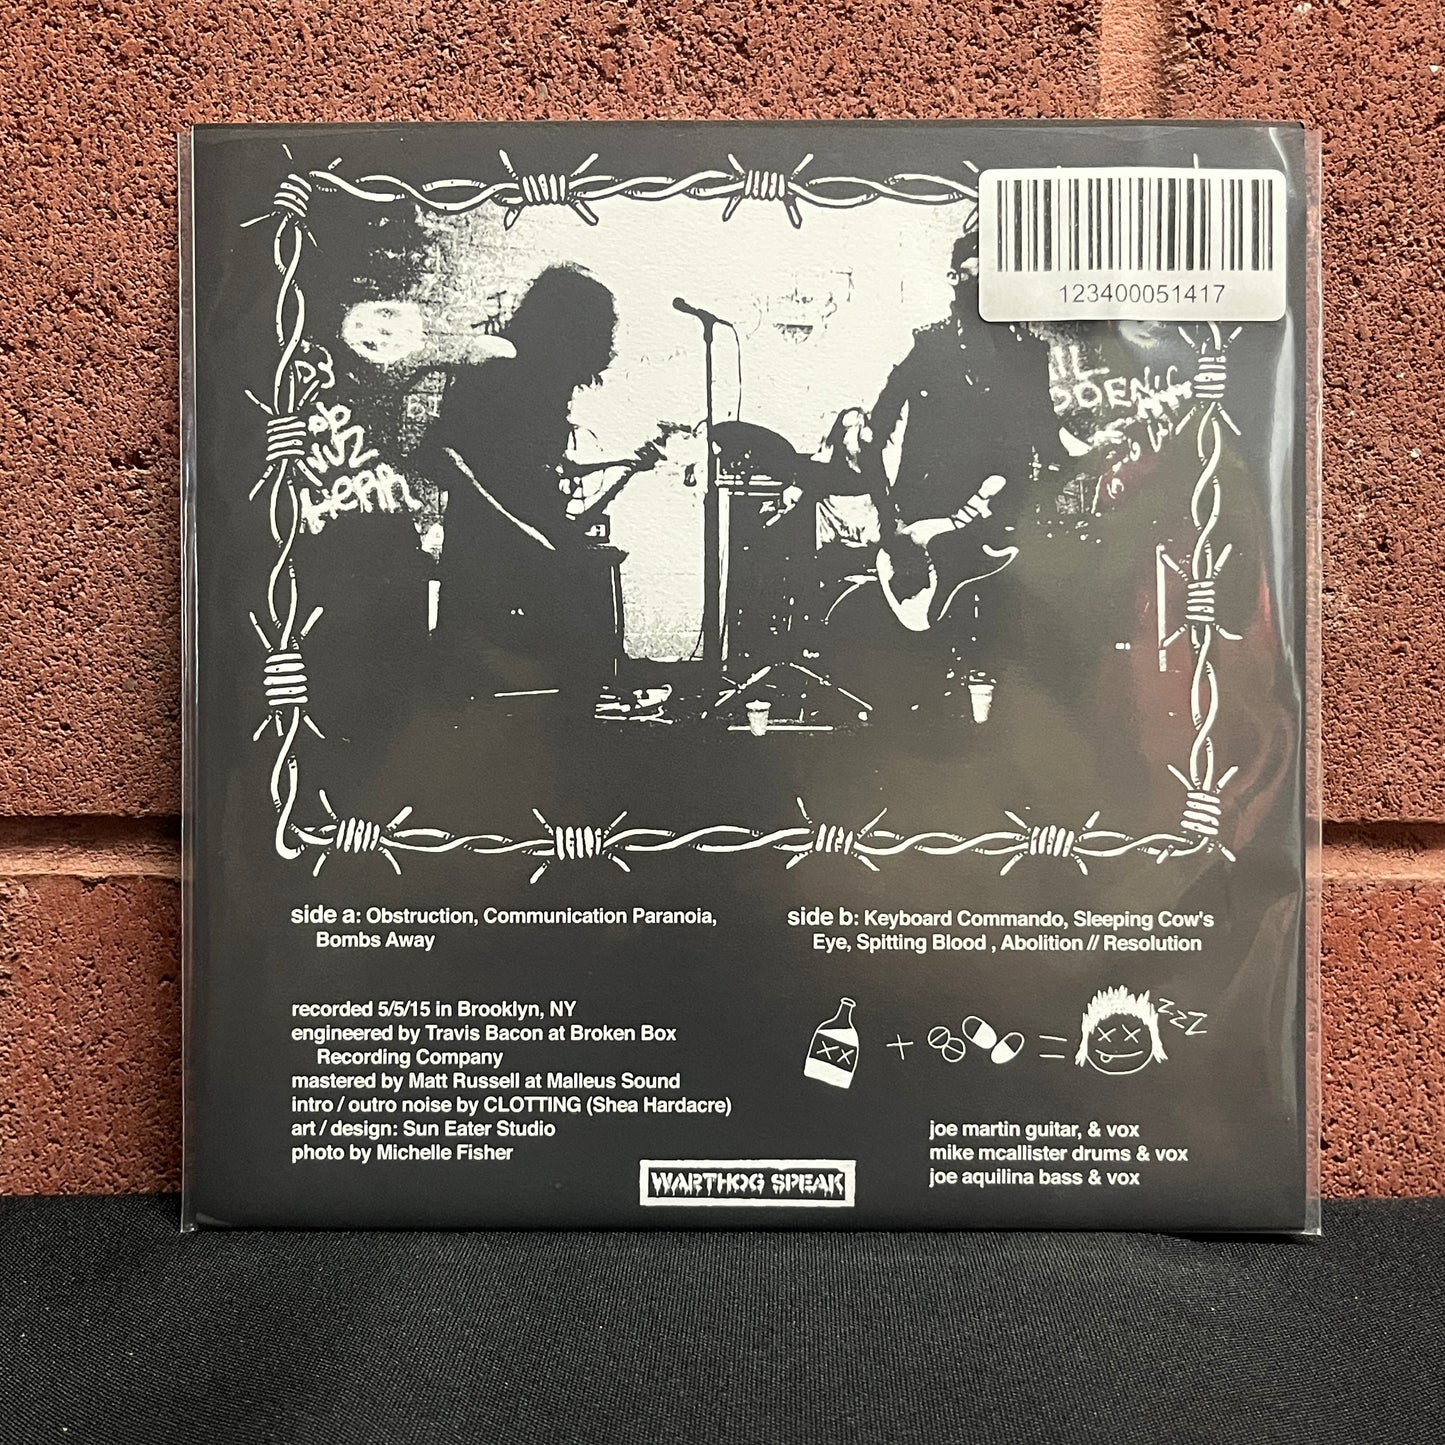 123400051417
HERR
side a: Obstruction, Communication Paranoia,
Bombs Away
side b: Keyboard Commando, Sleeping Cow's
Eye, Spitting Blood , Abolition // Resolution
recorded 5/5/15 in Brooklyn, NY
engineered by Travis Bacon at Broken Box
Recording Company
mastered by Matt Russell at Malleus Sound
intro / outro noise by CLOTTING (Shea Hardacre)
art / design: Sun Eater Studio
photo by Michelle Fisher
+ =
zzz
joe martin guitar, & vox
mike mcallister drums & vox
joe aquilina bass & vox
WARTHOG SPEAK